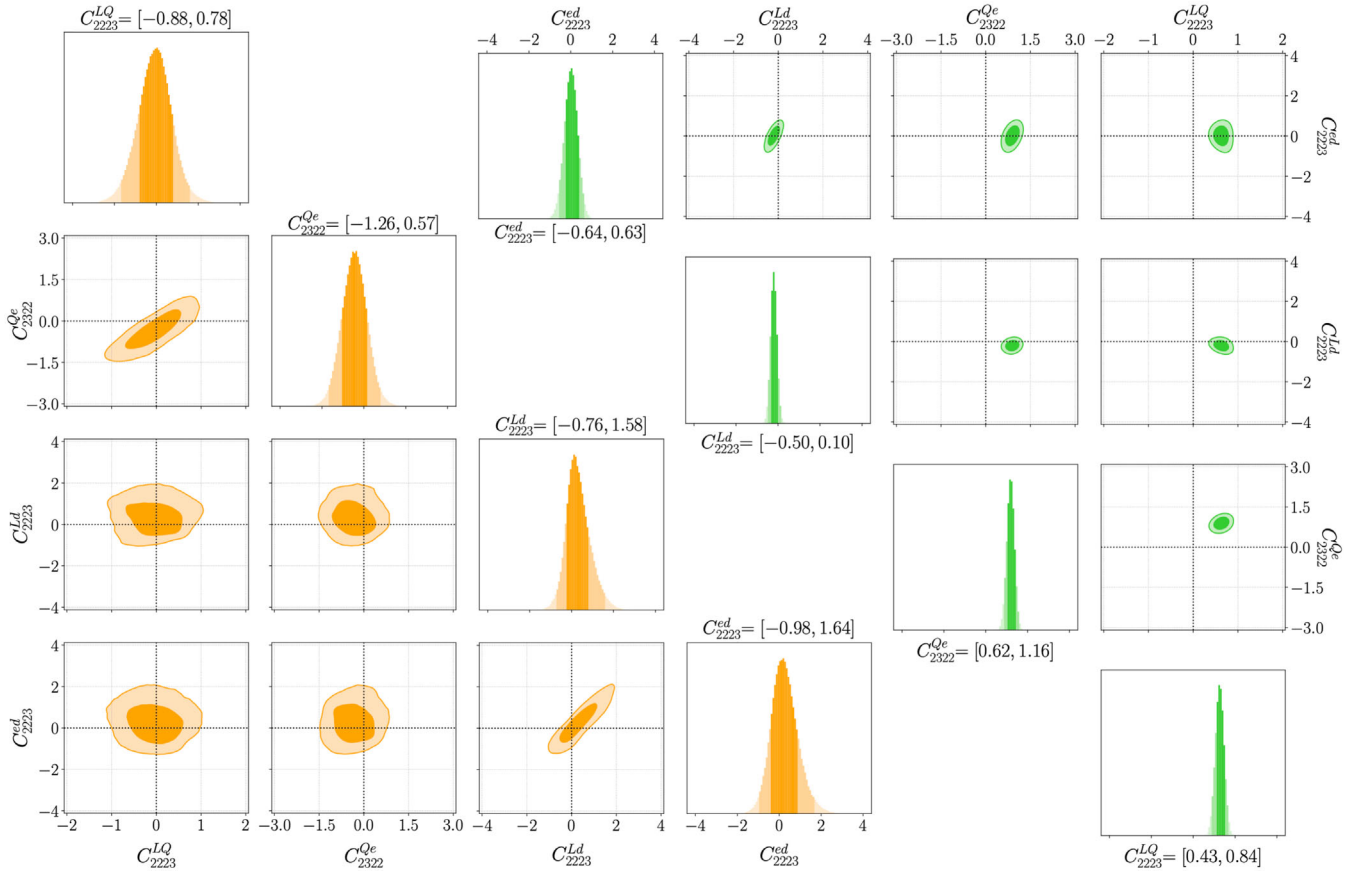 C^{LQ}_{2223}= [−0.88, 0.78]
C^{ed}_{2223}
C^{Ld}_{2223}
C^{Qe}_{2322}
C^{LQ}_{2223}
−4 −2 0 2 4
−4 −2 0 2 4
0.0 1.5 3.0
−3.0 −1.5 0.0 1.5 3.0
−2 −1 0 1 2
4
2
0
−2
−4
C^{ed}_{2223}
C^{ed}_{2223}= [−0.64, 0.63]
C^{Qe}_{2322}= [−1.26, 0.57]
3.0
1.5
0.0
−1.5
−3.0
C^{Qe}_{2322}
4
2
0
−2
−4
C^{Ld}_{2223}
C^{Ld}_{2223}= [−0.50, 0.10]
C^{Ld}_{2223}= [−0.76, 1.58]
4
2
0
−2
−4
C^{Ld}_{2223}
3.0
1.5
0.0
−1.5
−3.0
C^{Qe}_{2322}
C^{Qe}_{2322}= [0.62, 1.16]
C^{ed}_{2223}= [−0.98, 1.64]
4
2
0
−2
−4
C^{ed}_{2223}
−2 −1 0 1 2
−3.0 −1.5 0.0 1.5 3.0
−4 −2 0 2 4
−4 −2 0 2 4
C^{LQ}_{2223}
C^{Qe}_{2322}
C^{Ld}_{2223}
C^{ed}_{2223}
C^{LQ}_{2223}= [0.43, 0.84]